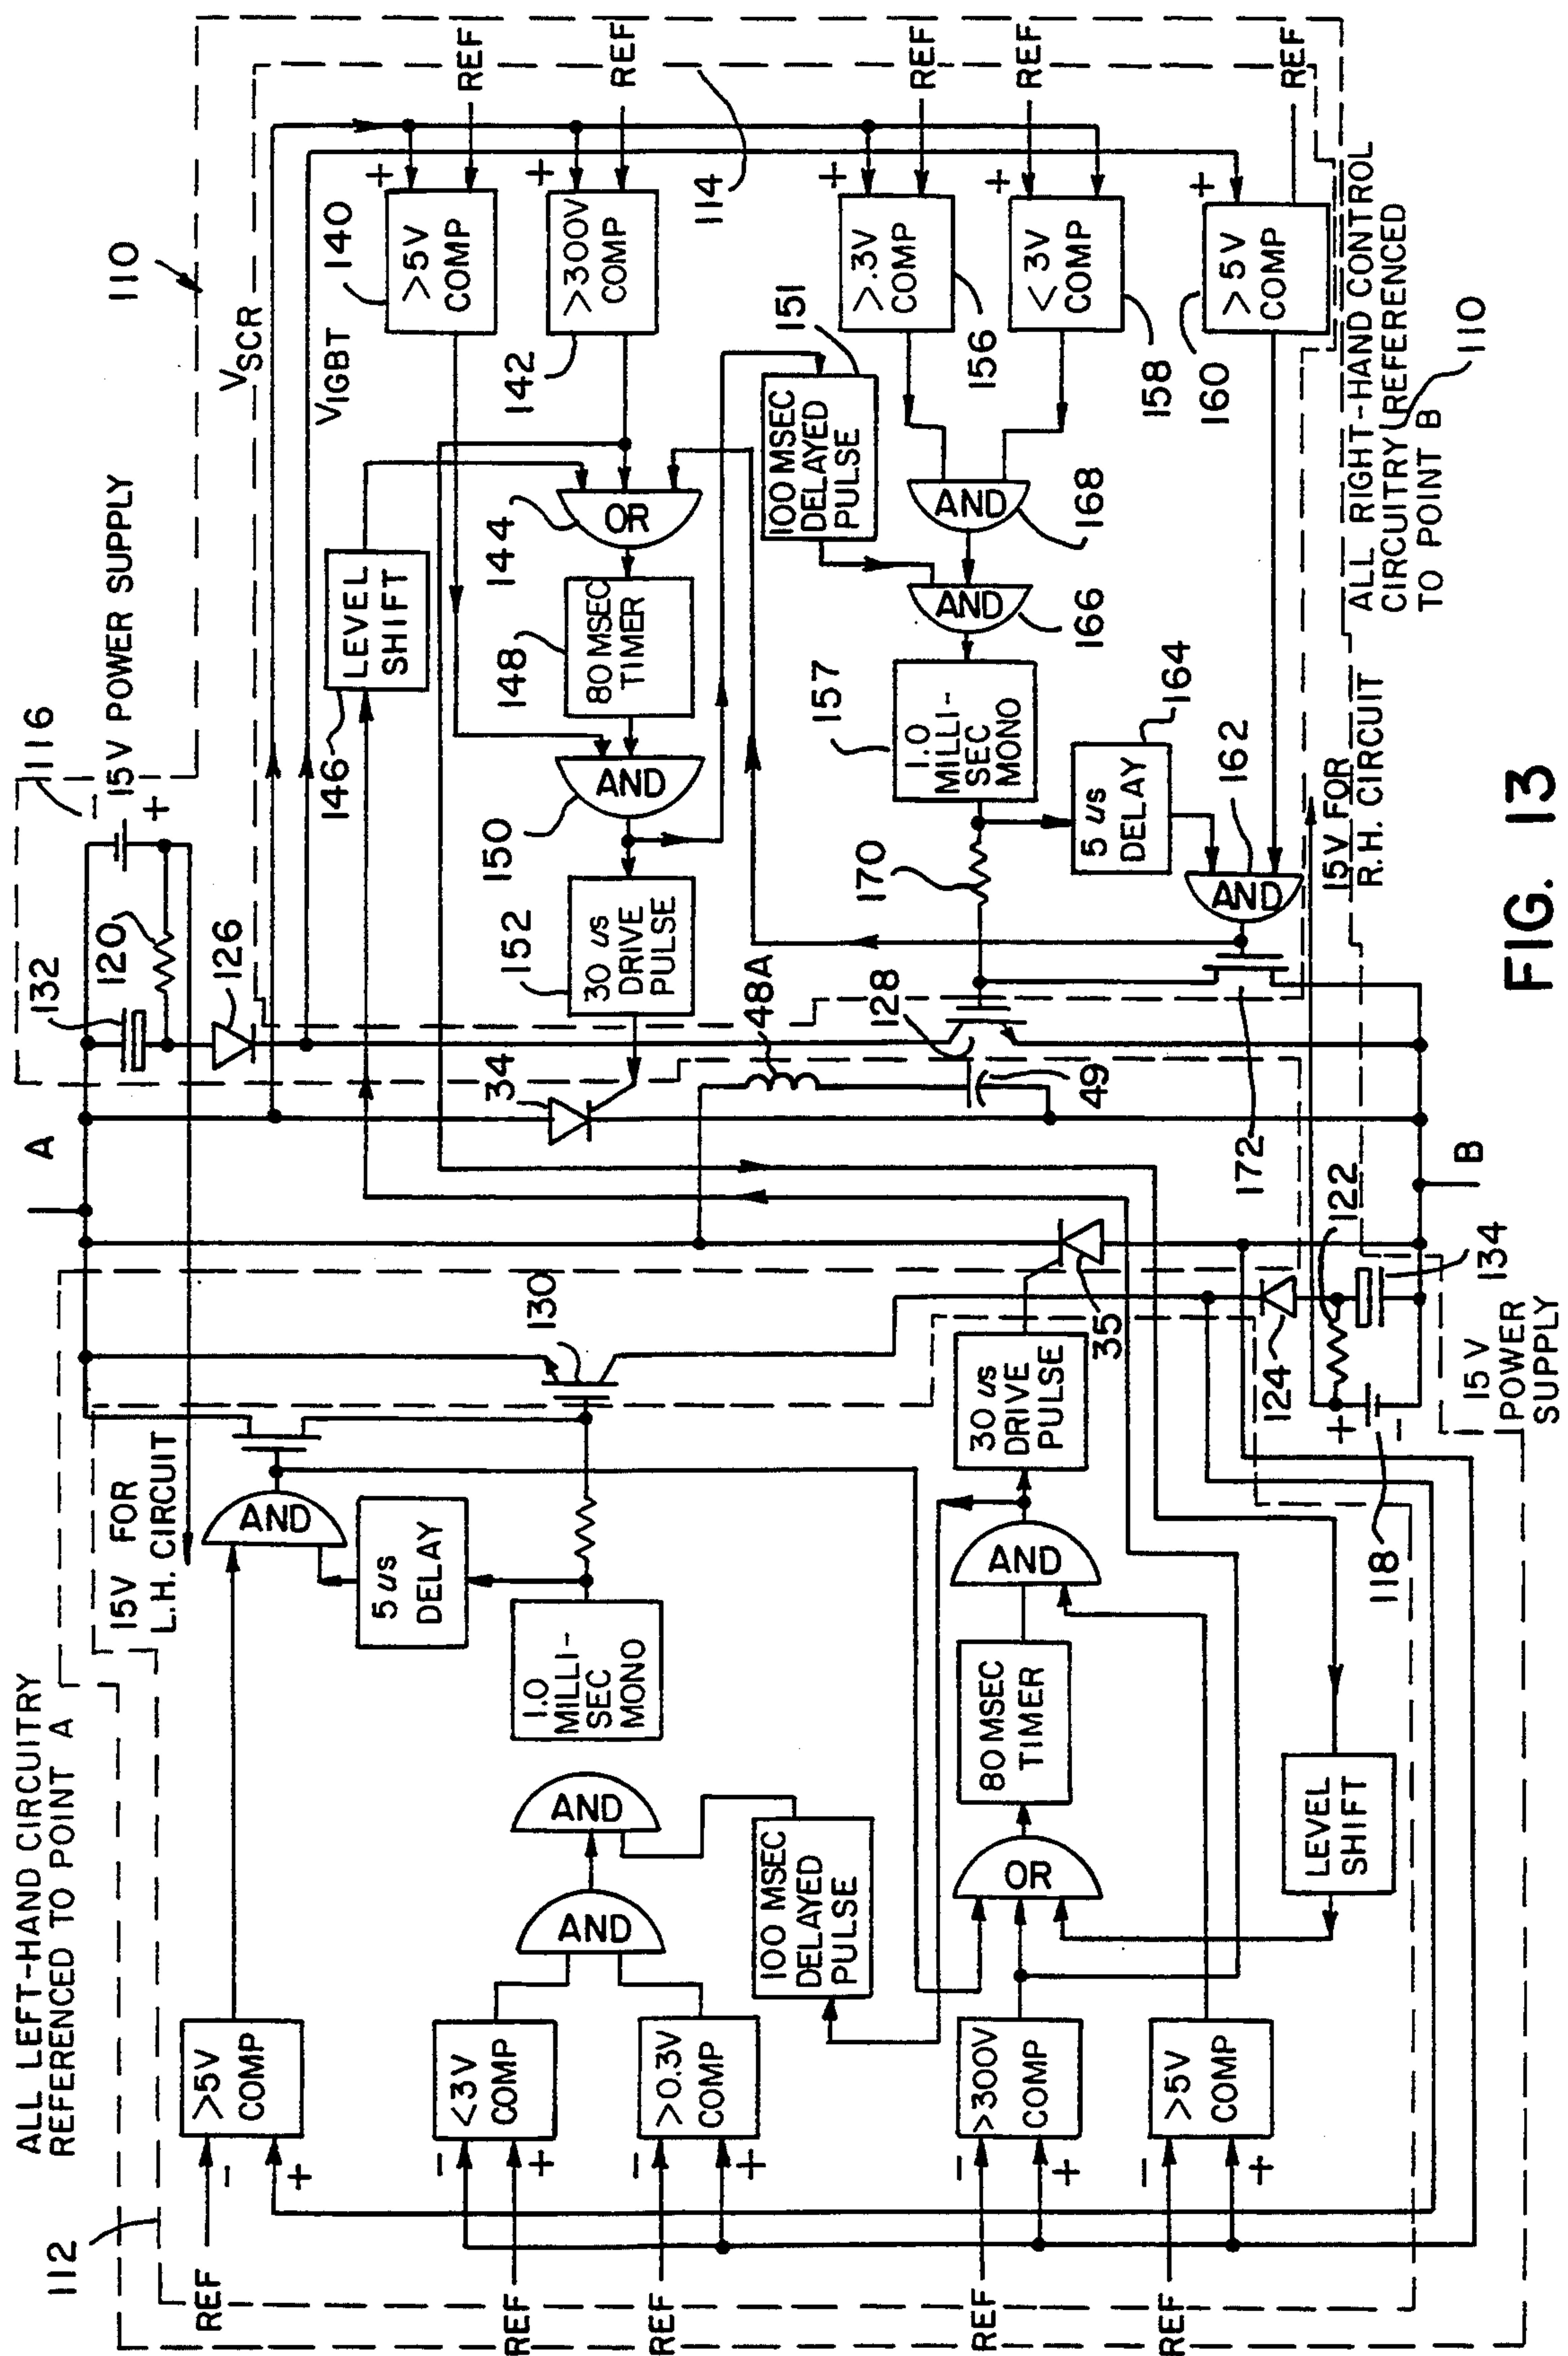 110
116
15V POWER SUPPLY
+
132
120
126
A
VSCR
VIGBT
140
>5V
COMP
+
REF
142
>300V
COMP
+
REF
114
146
LEVEL
SHIFT
144
OR
148
80 MSEC
TIMER
150
AND
152
30 us
DRIVE
PULSE
151
100 MSEC
DELAYED
PULSE
156
>.3V
COMP
+
REF
158
<3V
COMP
+
REF
160
>5V
COMP
+
REF
168
AND
166
AND
157
1.0
MILLI-
SEC
MONO
164
5 us
DELAY
162
AND
170
172
128
48A
49
34
ALL RIGHT-HAND CONTROL
CIRCUITRY REFERENCED
TO POINT B
110
15V FOR
R.H. CIRCUIT
B
122
134
124
118
+
-
15V
POWER
SUPPLY
35
130
ALL LEFT-HAND CIRCUITRY
REFERENCED TO POINT A
112
15V FOR
L.H. CIRCUIT
AND
5 us
DELAY
1.0
MILLI-
SEC
MONO
AND
AND
100 MSEC
DELAYED
PULSE
30 us
DRIVE
PULSE
AND
80 MSEC
TIMER
OR
LEVEL
SHIFT
>5V
COMP
REF
-
+
<3V
COMP
-
+
REF
>0.3V
COMP
-
+
REF
>300V
COMP
-
+
REF
>5V
COMP
-
+
REF
FIG. 13